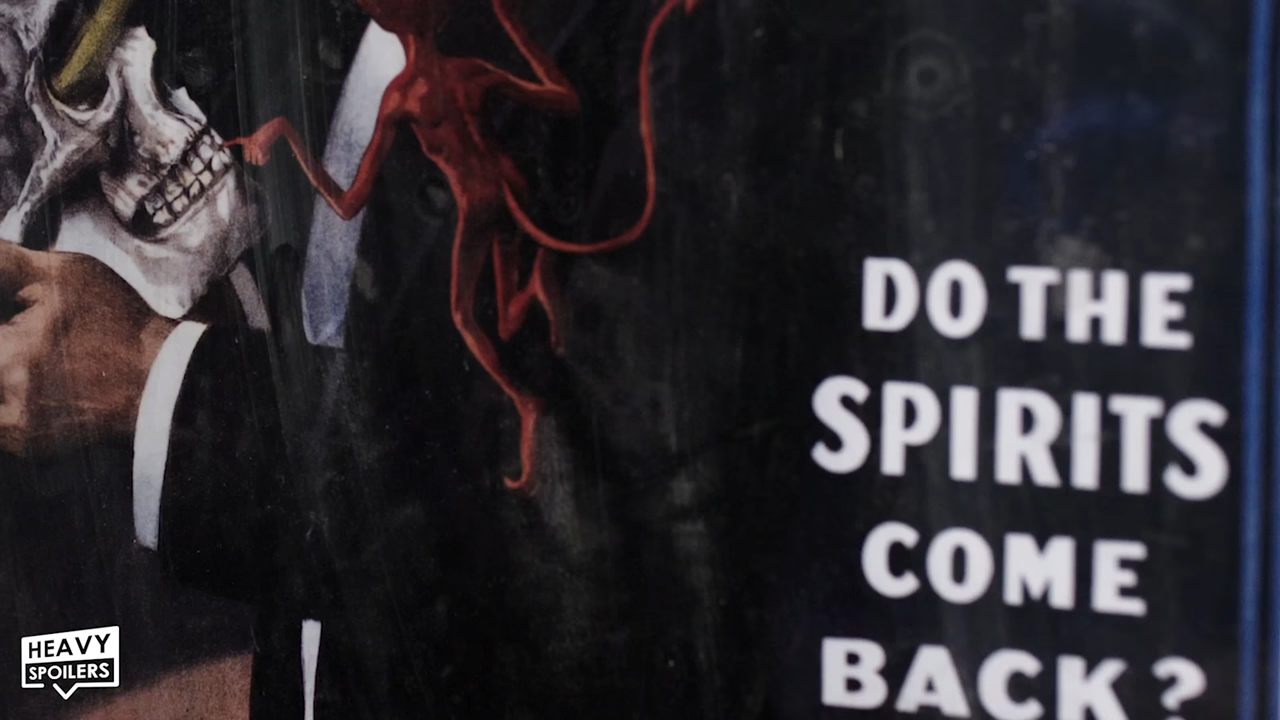 DO THE
SPIRITS
COME
BACK?
HEAVY
SPOILERS